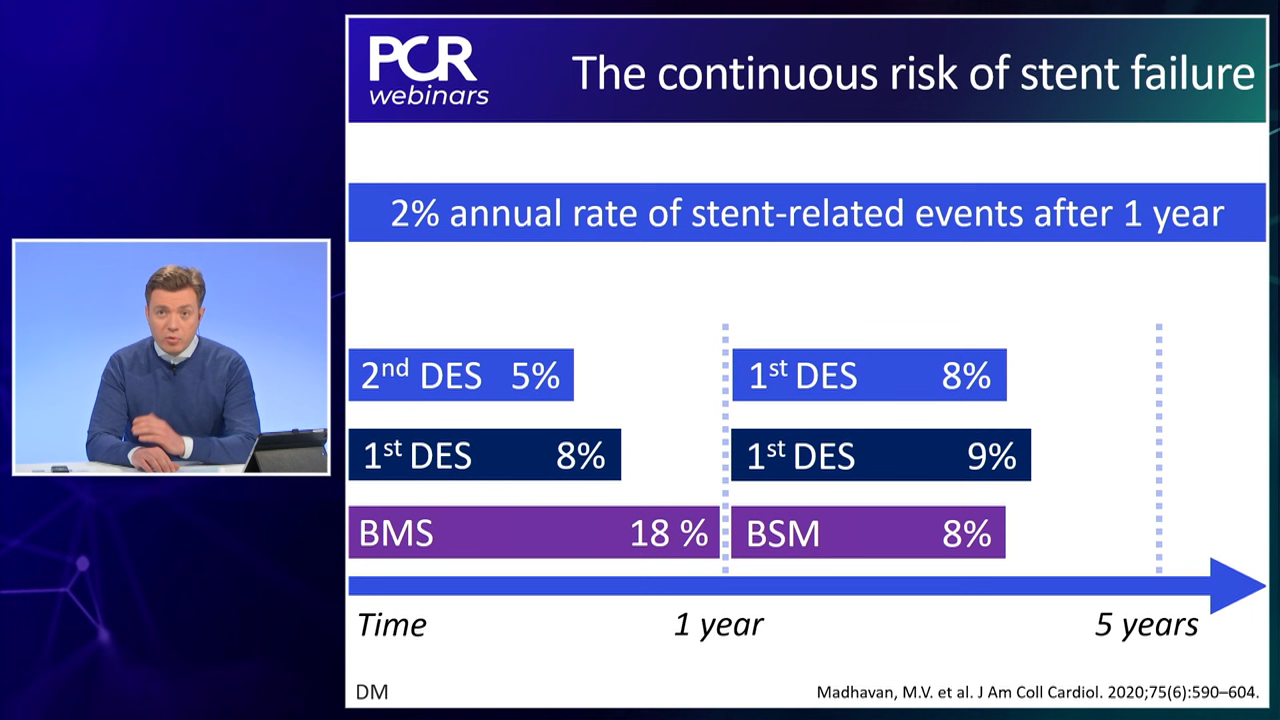 PCR
webinars
The continuous risk of stent failure
2% annual rate of stent-related events after 1 year
2nd DES 5%
1st DES 8%
1st DES 8%
1st DES 9%
BMS 18 %
BSM 8%
Time
1 year
5 years
DM
Madhavan, M.V. et al. J Am Coll Cardiol. 2020;75(6):590–604.